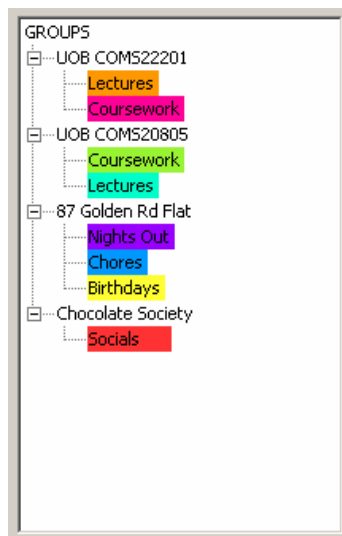 GROUPS
UOB COMS22201
Lectures
Coursework
UOB COMS20805
Coursework
Lectures
87 Golden Rd Flat
Nights Out
Chores
Birthdays
Chocolate Society
Socials